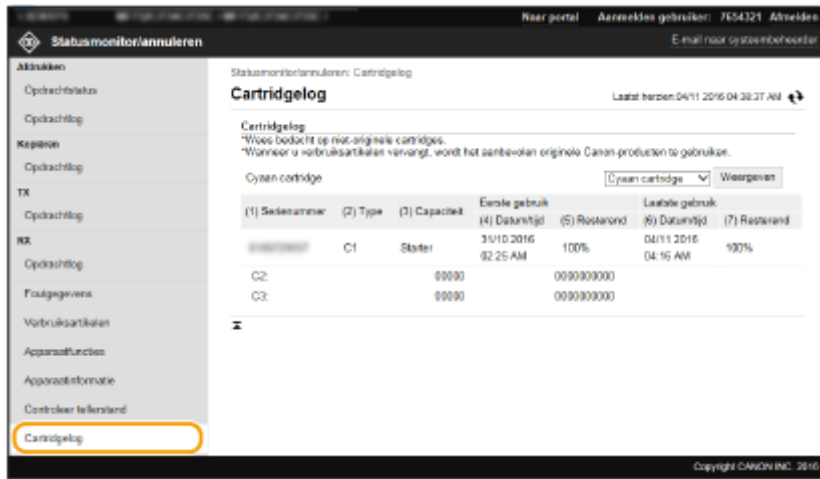 Naar portal Aanmelden gebruiker: 7654321 Afmelden
Statusmonitor/annuleren E-mail naar systeembeheerder
Afdrukken
Opdrachtstatus
Opdrachtlog
Kopiëren
Opdrachtlog
TX
Opdrachtlog
RX
Opdrachtlog
Foutgegevens
Verbruiksartikelen
Apparaatfuncties
Apparaatinformatie
Controleer tellerstand
Cartridgelog
Statusmonitor/annuleren: Cartridgelog
Cartridgelog
Laatst herzien:04/11 2016 04:38:37 AM
Cartridgelog
*Wees bedacht op niet-originele cartridges.
*Wanneer u verbruiksartikelen vervangt, wordt het aanbevolen originele Canon-producten te gebruiken.
Cyaan cartridge Cyaan cartridge Weergeven
(1) Serienummer (2) Type (3) Capaciteit Eerste gebruik Laatste gebruik
(4) Datum/tijd (5) Resterend (6) Datum/tijd (7) Resterend
C1 Starter 31/10 2016 02:25 AM 100% 04/11 2016 04:16 AM 100%
C2: 00000 0000000000
C3: 00000 0000000000
Copyright CANON INC. 2016